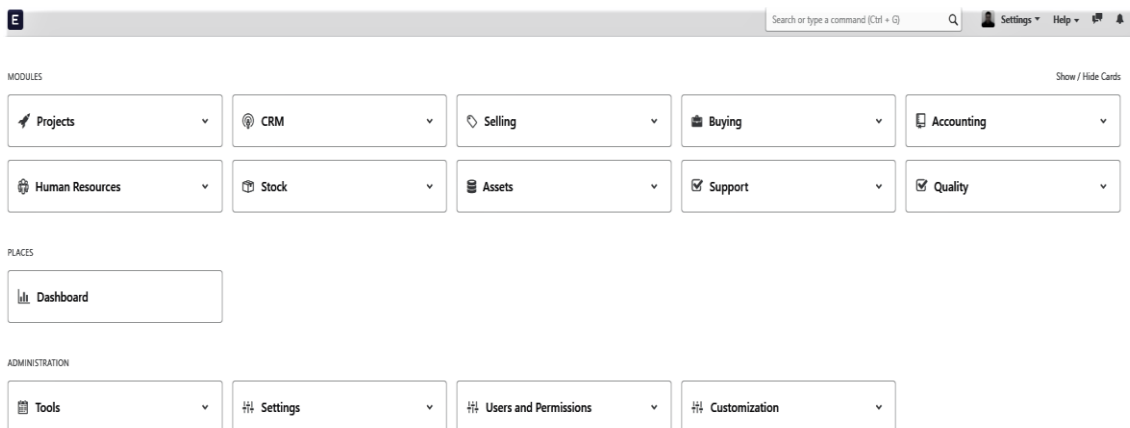 E Search or type a command (Ctrl + G) Settings Help
MODULES Show / Hide Cards
Projects CRM Selling Buying Accounting
Human Resources Stock Assets Support Quality
PLACES
Dashboard
ADMINISTRATION
Tools Settings Users and Permissions Customization